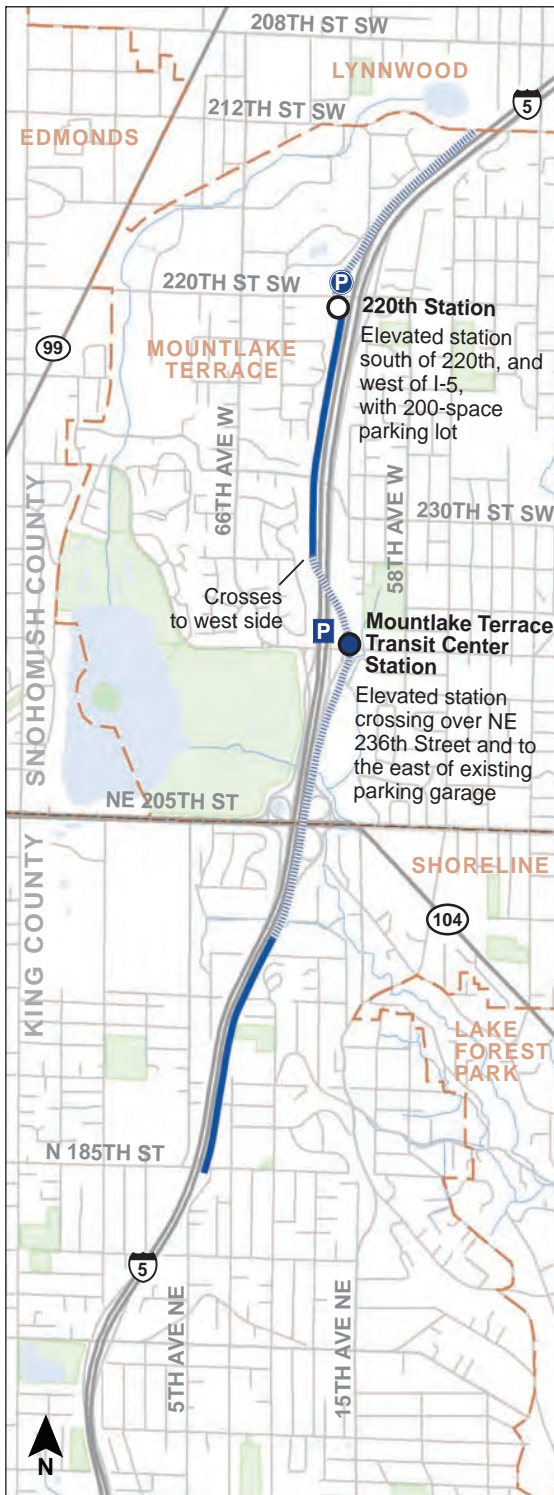 208TH ST SW
LYNNWOOD
5
212TH ST SW
EDMONDS
P
220TH ST SW
220th Station
Elevated station
south of 220th, and
west of I-5,
with 200-space
parking lot
99
MOUNTLAKE
TERRACE
66TH AVE W
58TH AVE W
230TH ST SW
SNOHOMISH COUNTY
Crosses
to west side
P
Mountlake Terrace
Transit Center
Station
Elevated station
crossing over NE
236th Street and to
the east of existing
parking garage
NE 205TH ST
SHORELINE
KING COUNTY
104
LAKE
FOREST
PARK
N 185TH ST
5
5TH AVE NE
15TH AVE NE
N